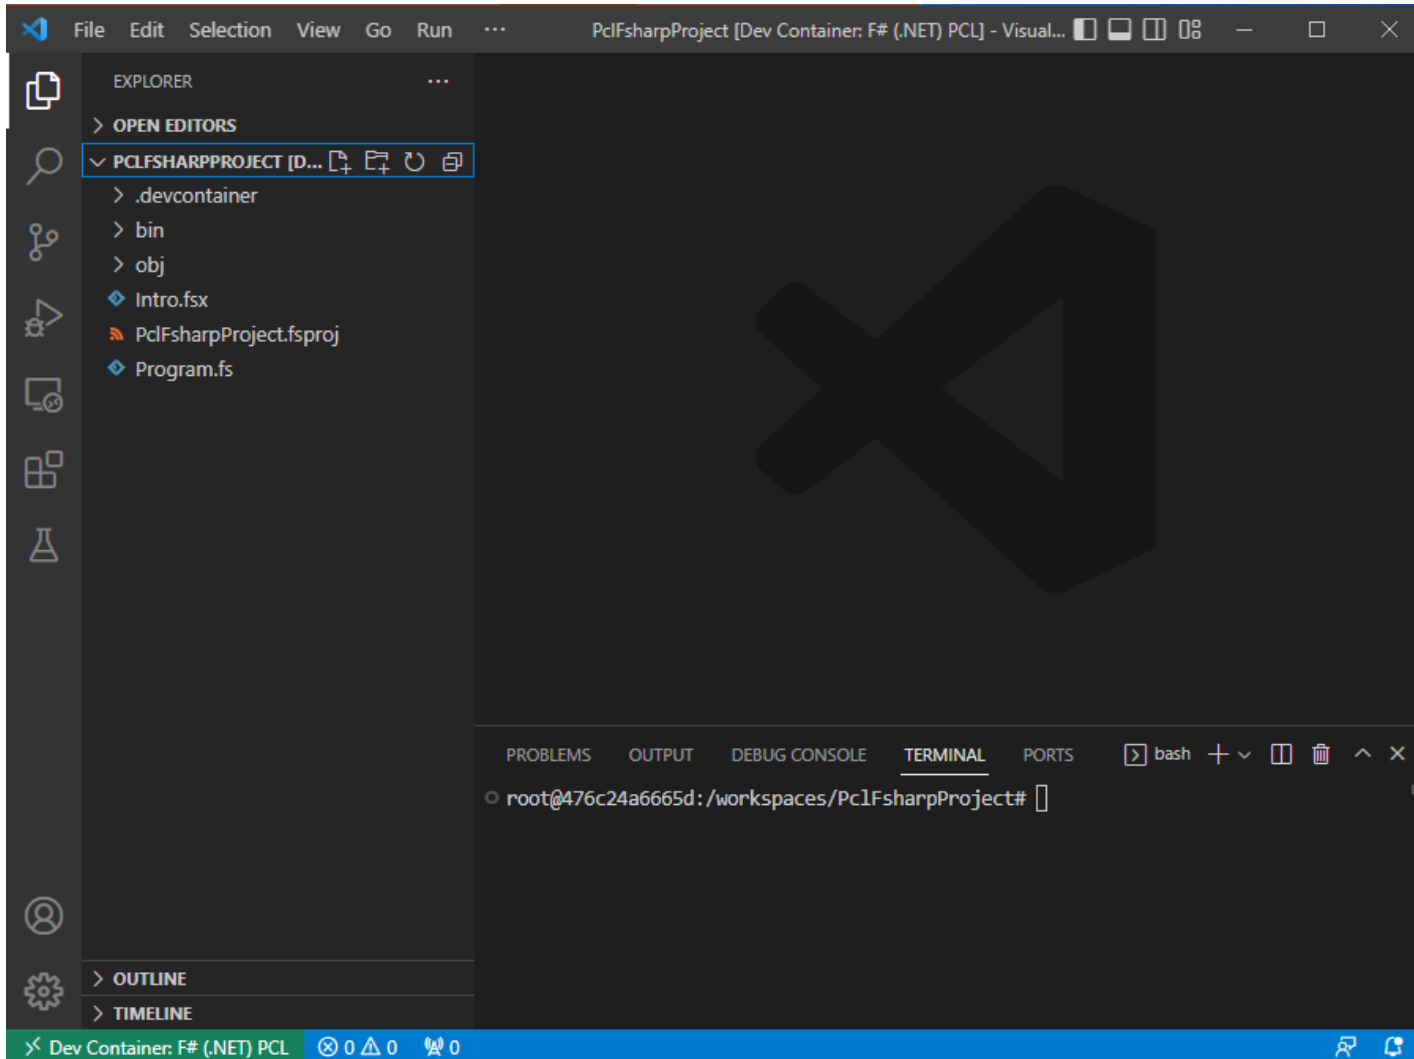 File Edit Selection View Go Run ··· PclFsharpProject [Dev Container: F# (.NET) PCL] - Visual...
EXPLORER ···
OPEN EDITORS
PCLFSHARPPROJECT [D...
.devcontainer
bin
obj
Intro.fsx
PclFsharpProject.fsproj
Program.fs
PROBLEMS OUTPUT DEBUG CONSOLE TERMINAL PORTS bash
root@476c24a6665d:/workspaces/PclFsharpProject#
OUTLINE
TIMELINE
Dev Container: F# (.NET) PCL 0 0 0